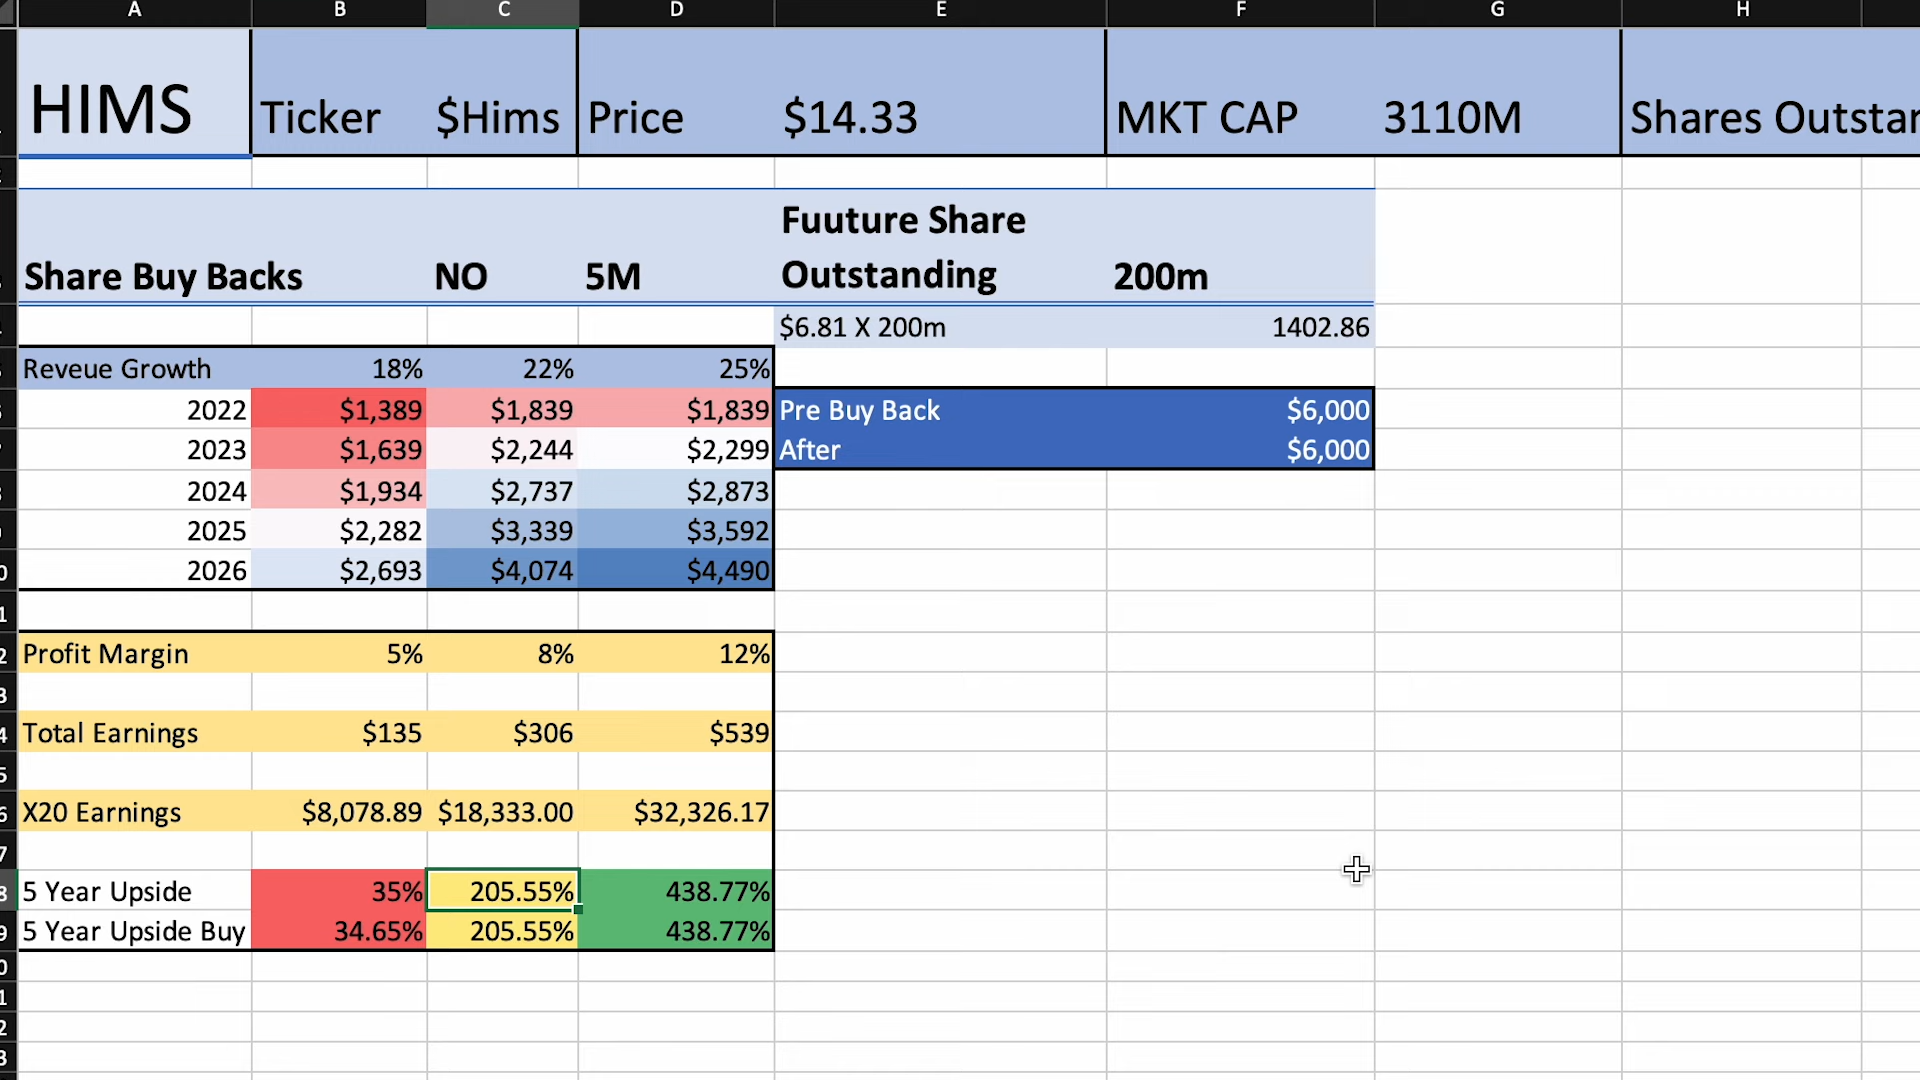 A B C D E F G H
HIMS Ticker $Hims Price $14.33 MKT CAP 3110M Shares Outstar
Fuuture Share
Share Buy Backs NO 5M Outstanding 200m
$6.81 X 200m 1402.86
Reveue Growth 18% 22% 25%
2022 $1,389 $1,839 $1,839 Pre Buy Back $6,000
2023 $1,639 $2,244 $2,299 After $6,000
2024 $1,934 $2,737 $2,873
2025 $2,282 $3,339 $3,592
2026 $2,693 $4,074 $4,490
Profit Margin 5% 8% 12%
Total Earnings $135 $306 $539
X20 Earnings $8,078.89 $18,333.00 $32,326.17
5 Year Upside 35% 205.55% 438.77%
5 Year Upside Buy 34.65% 205.55% 438.77%